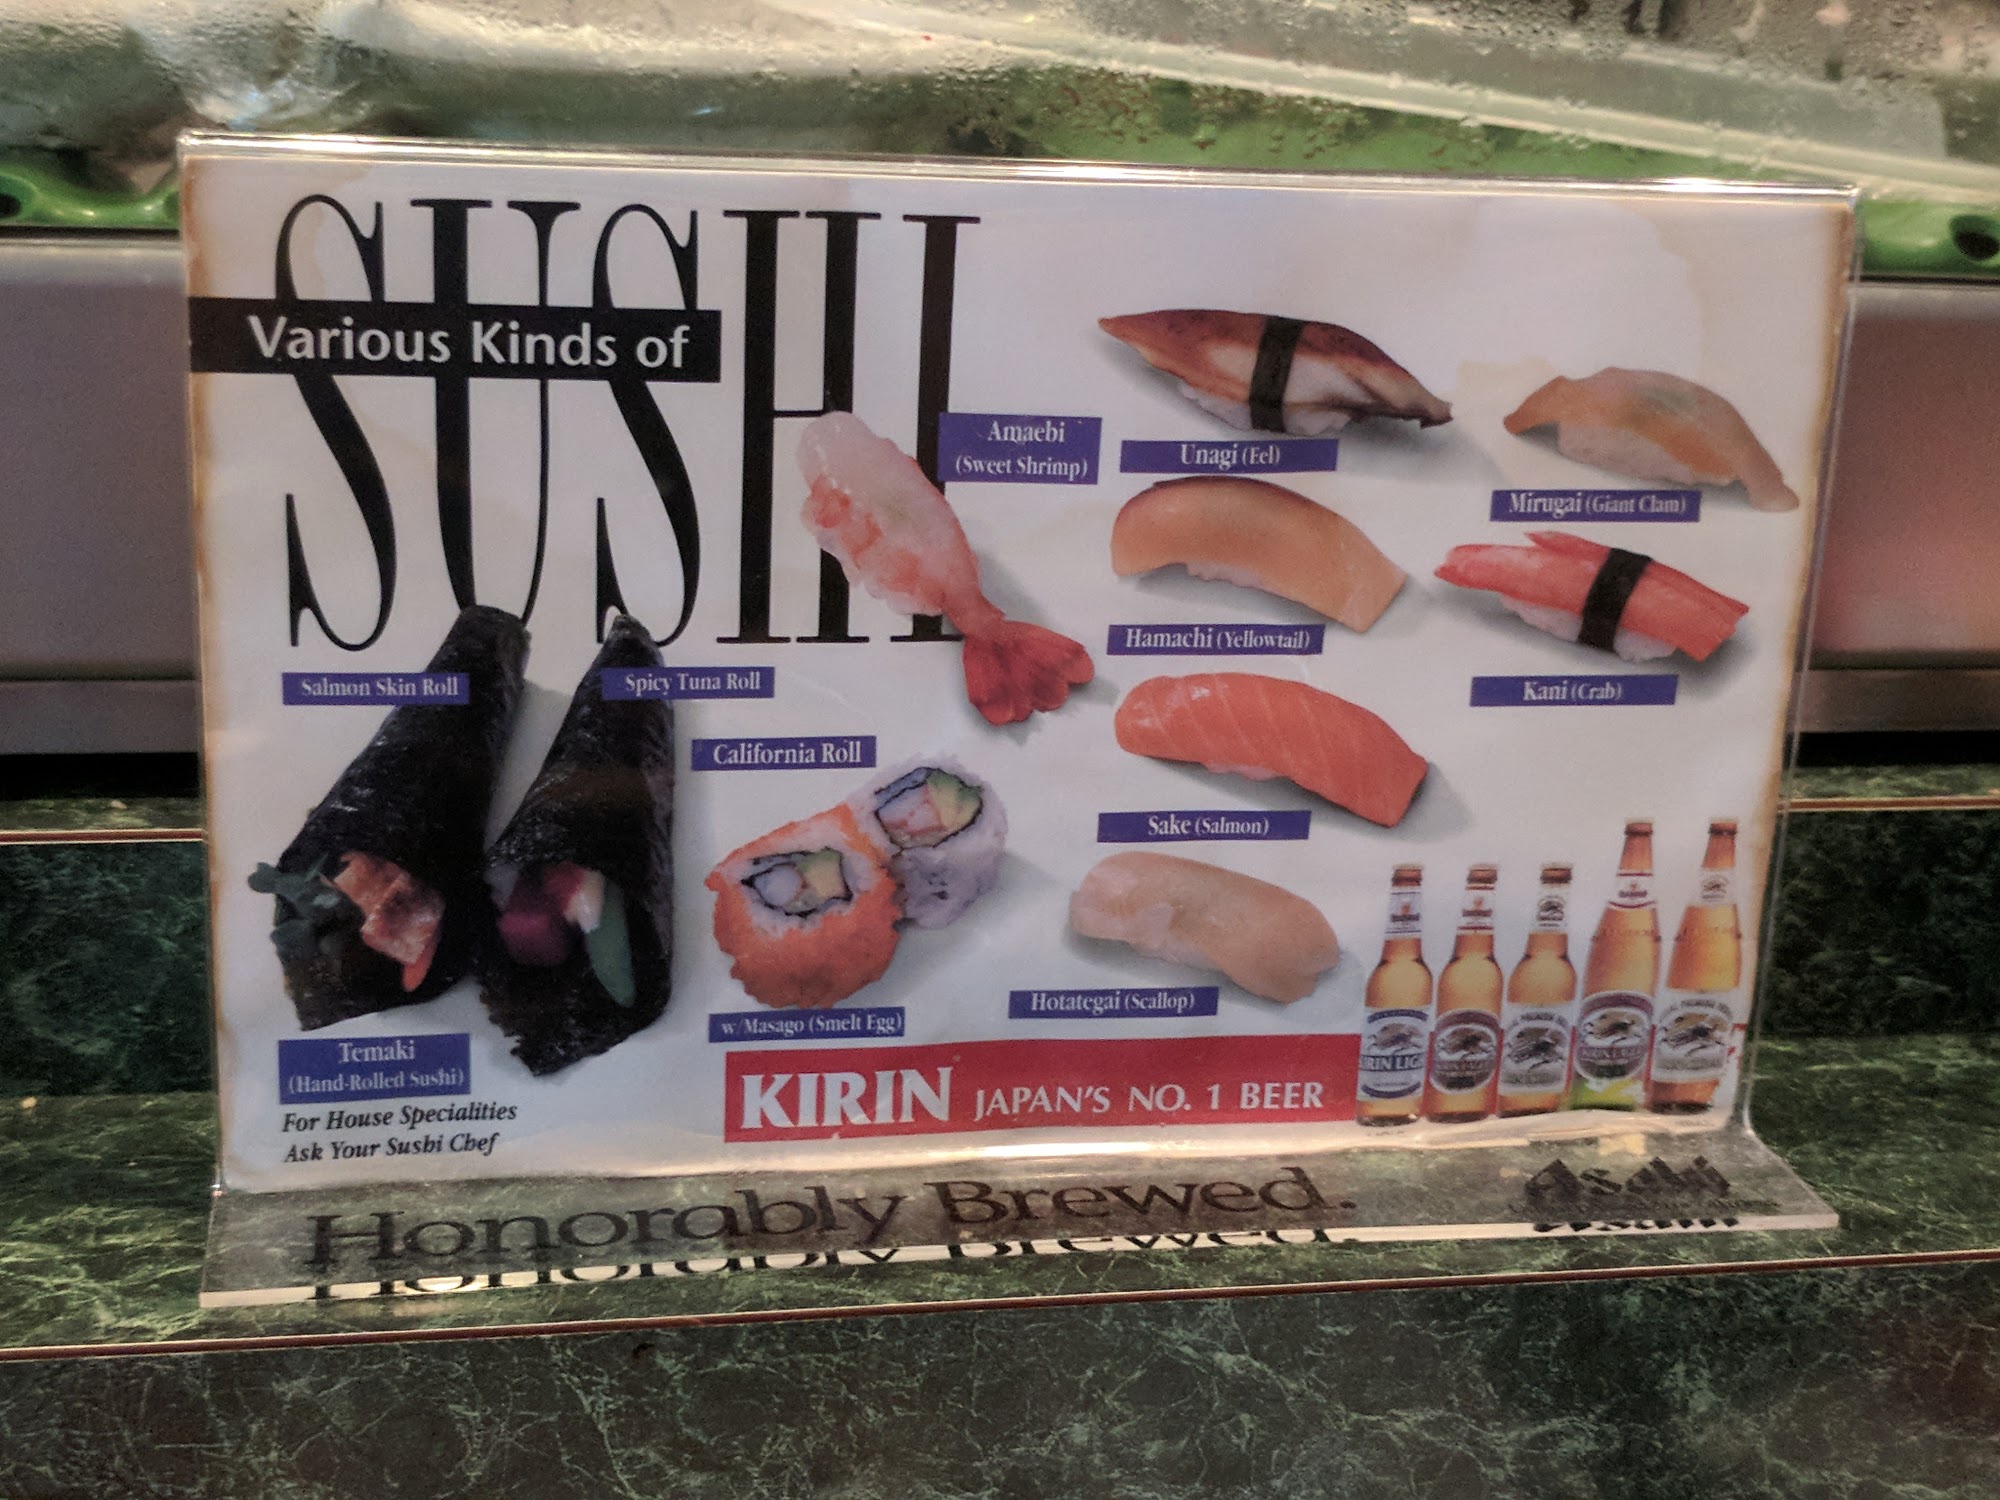 SUSHI
Various Kinds of
Amaebi
(Sweet Shrimp)
Unagi (Eel)
Mirugai (Giant Clam)
Hamachi (Yellowtail)
Kani (Crab)
Salmon Skin Roll
Spicy Tuna Roll
California Roll
Sake (Salmon)
w/Masago (Smelt Egg)
Hotategai (Scallop)
Temaki
(Hand-Rolled Sushi)
For House Specialities
Ask Your Sushi Chef
KIRIN JAPAN'S NO. 1 BEER
Honorably Brewed.
Asahi